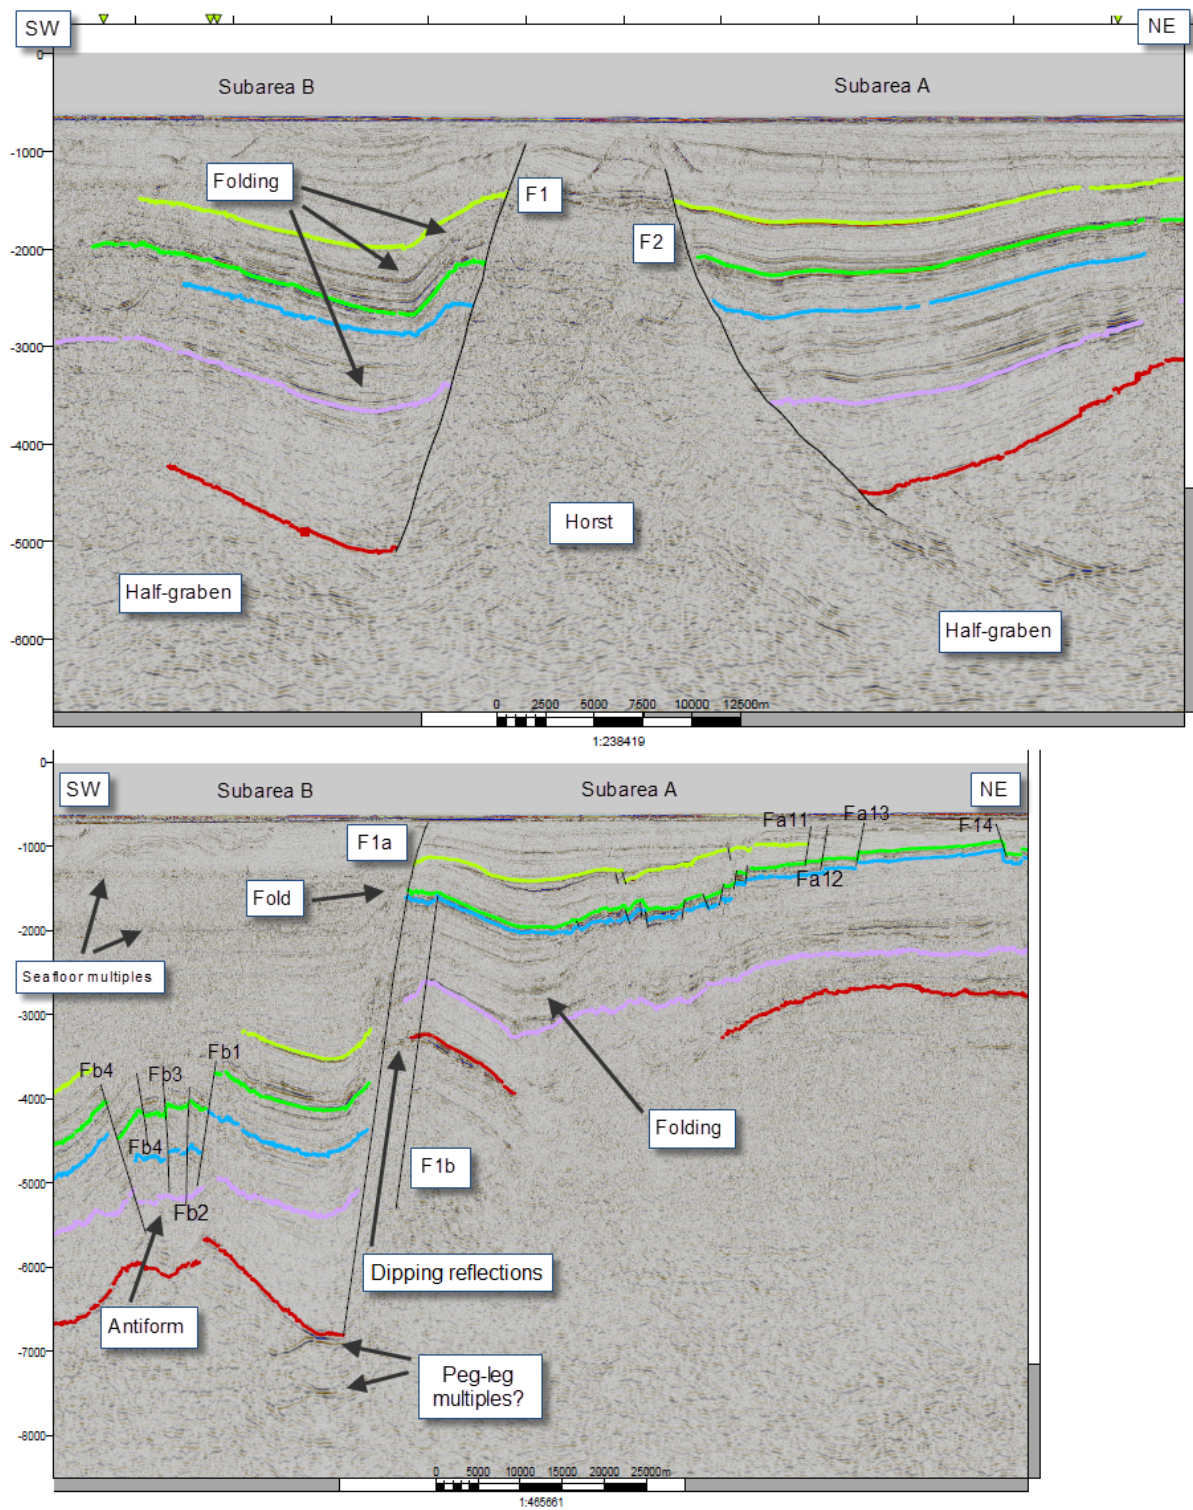 SW
NE
0
Subarea B
Subarea A
-1000
Folding
F1
-2000
F2
-3000
-4000
Horst
-5000
Half-graben
Half-graben
-6000
0 2500 5000 7500 10000 12500m
1:238419
0
SW
Subarea B
Subarea A
NE
F1a
Fa11
Fa13
F14
-1000
Fold
Fa12
-2000
Seafloor multiples
-3000
Fb4
Fb3
Fb1
-4000
Fb4
Folding
F1b
-5000
Fb2
-6000
Dipping reflections
Antiform
-7000
Peg-leg
multiples?
-8000
0 5000 10000 15000 20000 25000m
1:465661